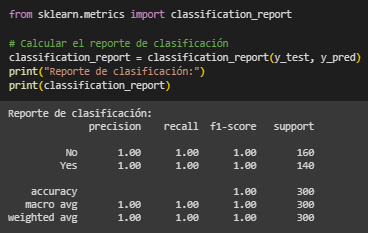 from sklearn.metrics import classification_report
# Calcular el reporte de clasificación
classification_report = classification_report(y_test, y_pred)
print("Reporte de clasificación:")
print(classification_report)
Reporte de clasificación:
precision recall f1-score support
No 1.00 1.00 1.00 160
Yes 1.00 1.00 1.00 140
accuracy 1.00 300
macro avg 1.00 1.00 1.00 300
weighted avg 1.00 1.00 1.00 300